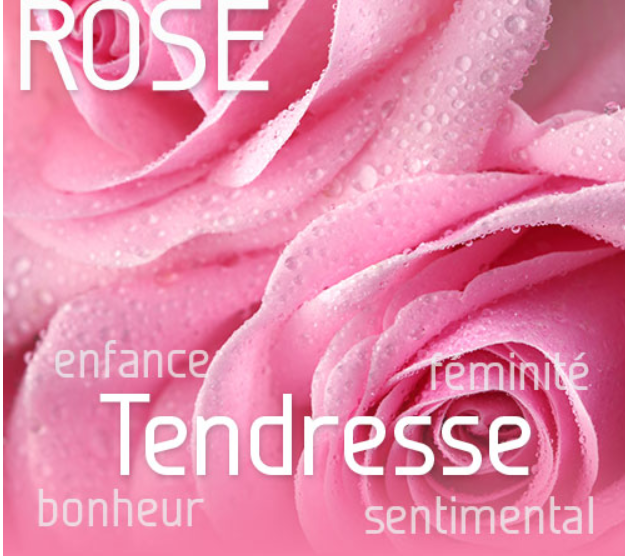 ROSE
enfance
féminité
Tendresse
bonheur
sentimental